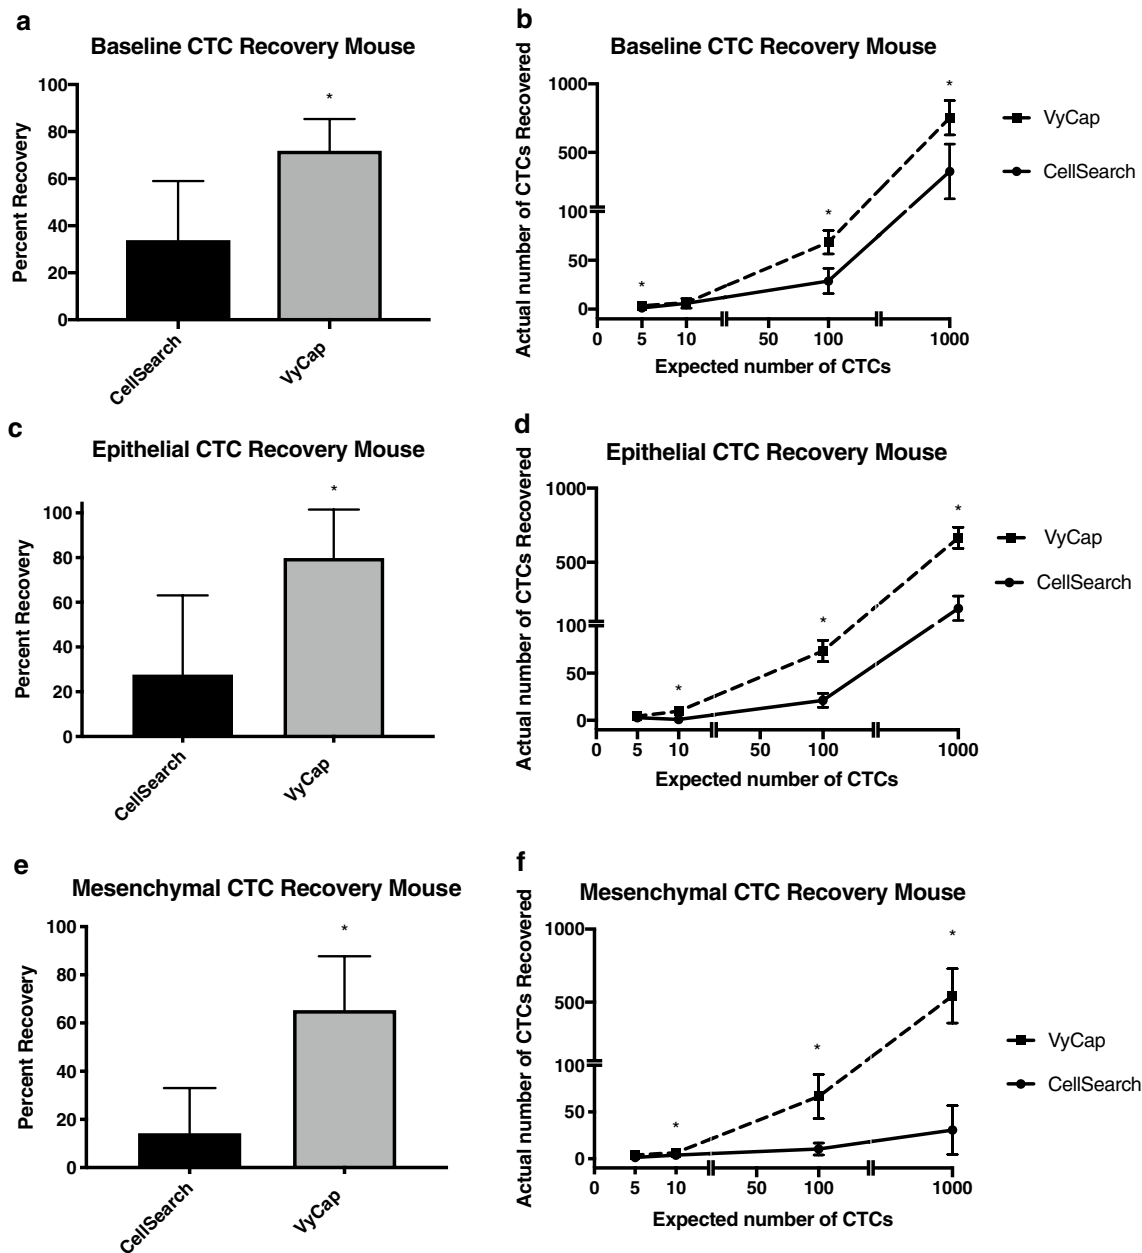 a
Baseline CTC Recovery Mouse
Percent Recovery
100
80
60
40
20
0
CellSearch
VyCap
*
b
Baseline CTC Recovery Mouse
Actual number of CTCs Recovered
1000
500
100
50
0
* * *
0 5 10 50 100 1000
Expected number of CTCs
VyCap
CellSearch
c
Epithelial CTC Recovery Mouse
Percent Recovery
100
80
60
40
20
0
CellSearch
VyCap
*
d
Epithelial CTC Recovery Mouse
Actual number of CTCs Recovered
1000
500
100
50
0
* * *
0 5 10 50 100 1000
Expected number of CTCs
VyCap
CellSearch
e
Mesenchymal CTC Recovery Mouse
Percent Recovery
100
80
60
40
20
0
CellSearch
VyCap
*
f
Mesenchymal CTC Recovery Mouse
Actual number of CTCs Recovered
1000
500
100
50
0
* * *
0 5 10 50 100 1000
Expected number of CTCs
VyCap
CellSearch